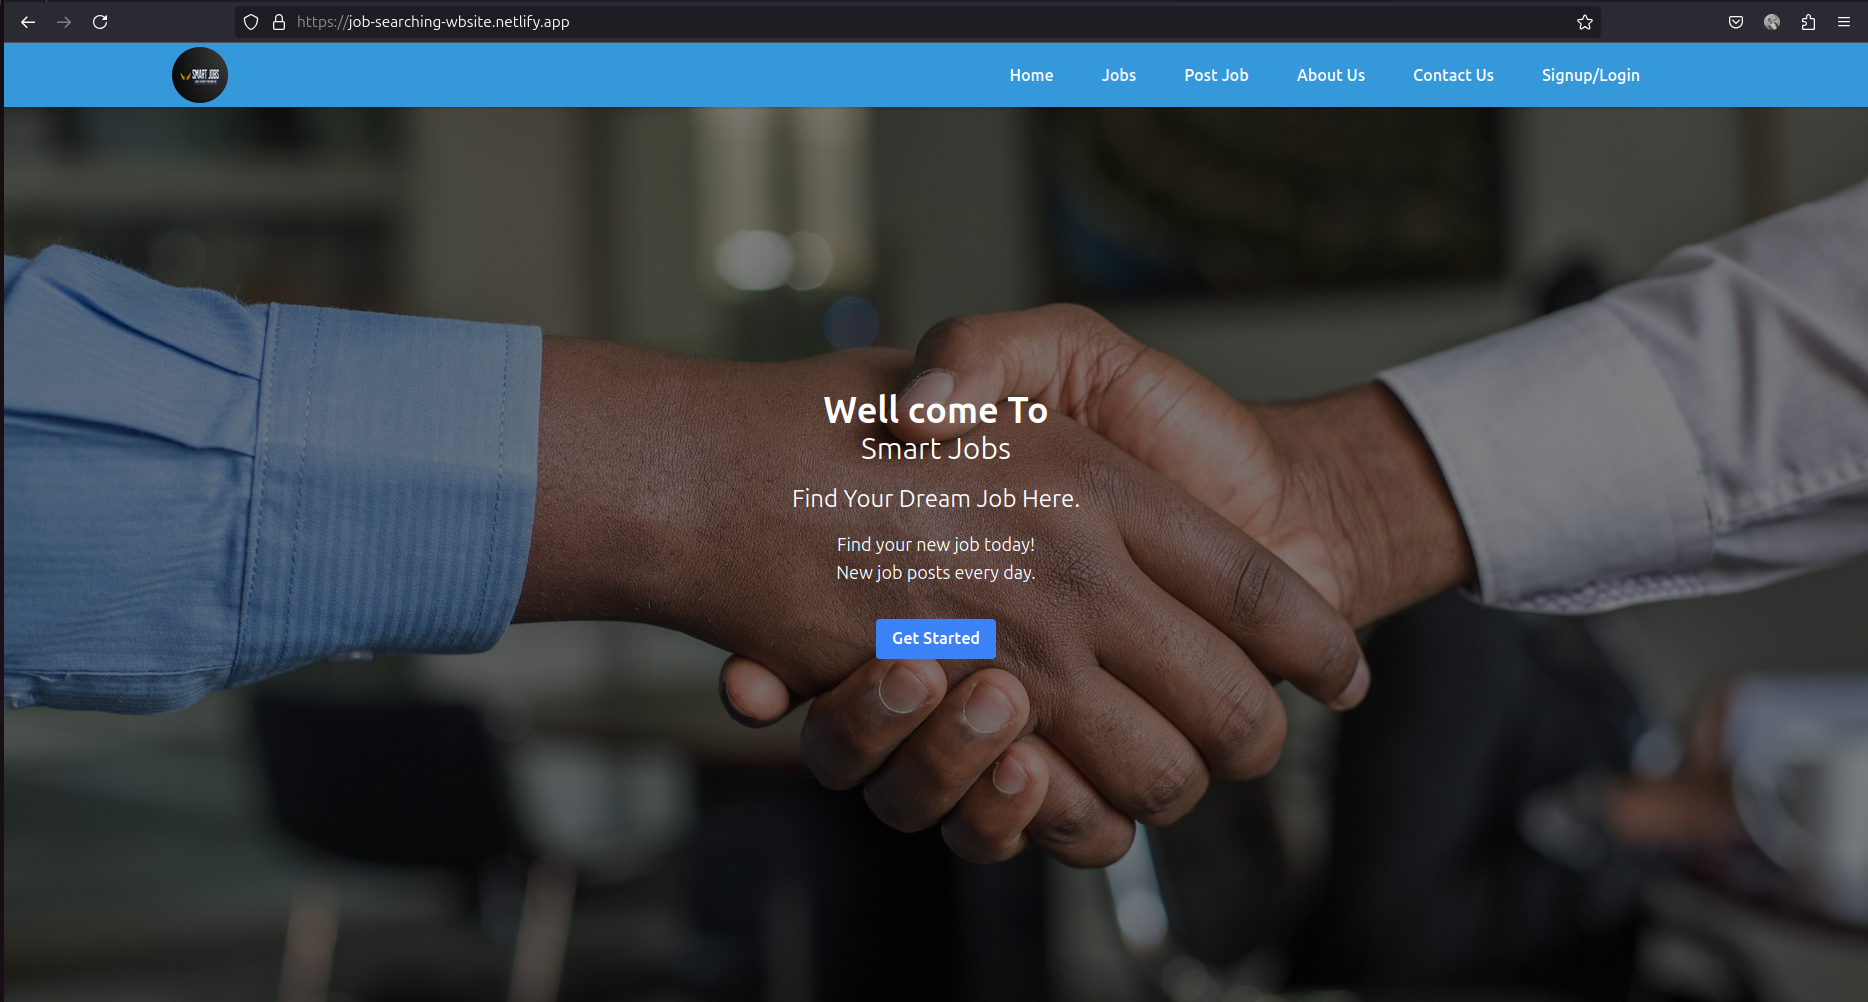 https://job-searching-wbsite.netlify.app
SMART JOBS
Home Jobs Post Job About Us Contact Us Signup/Login
Well come To
Smart Jobs
Find Your Dream Job Here.
Find your new job today!
New job posts every day.
Get Started